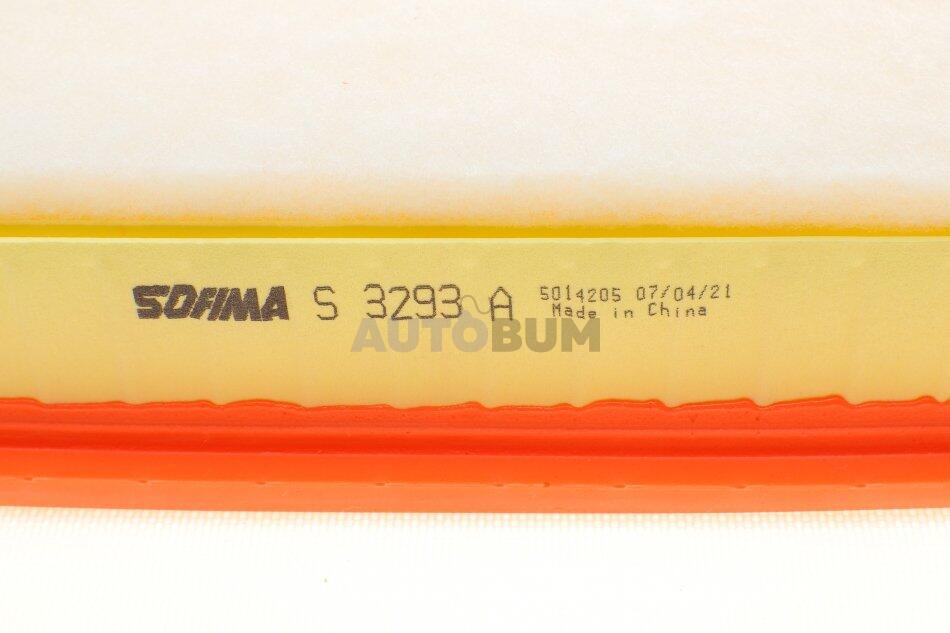 SOFIMA S 3293 A 5014205 07/04/21
Made in China
AUTOBUM